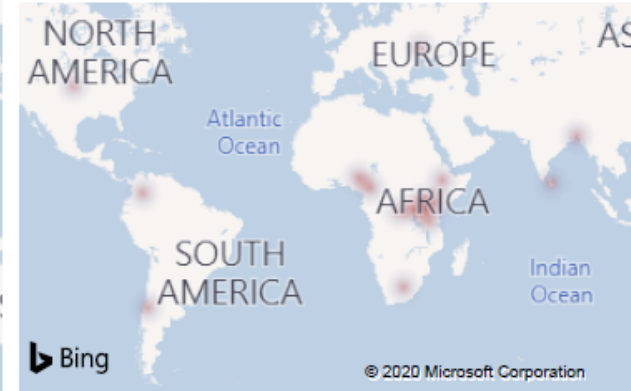 NORTH
AMERICA
EUROPE
AS
Atlantic
Ocean
AFRICA
SOUTH
AMERICA
Indian
Ocean
Bing
© 2020 Microsoft Corporation